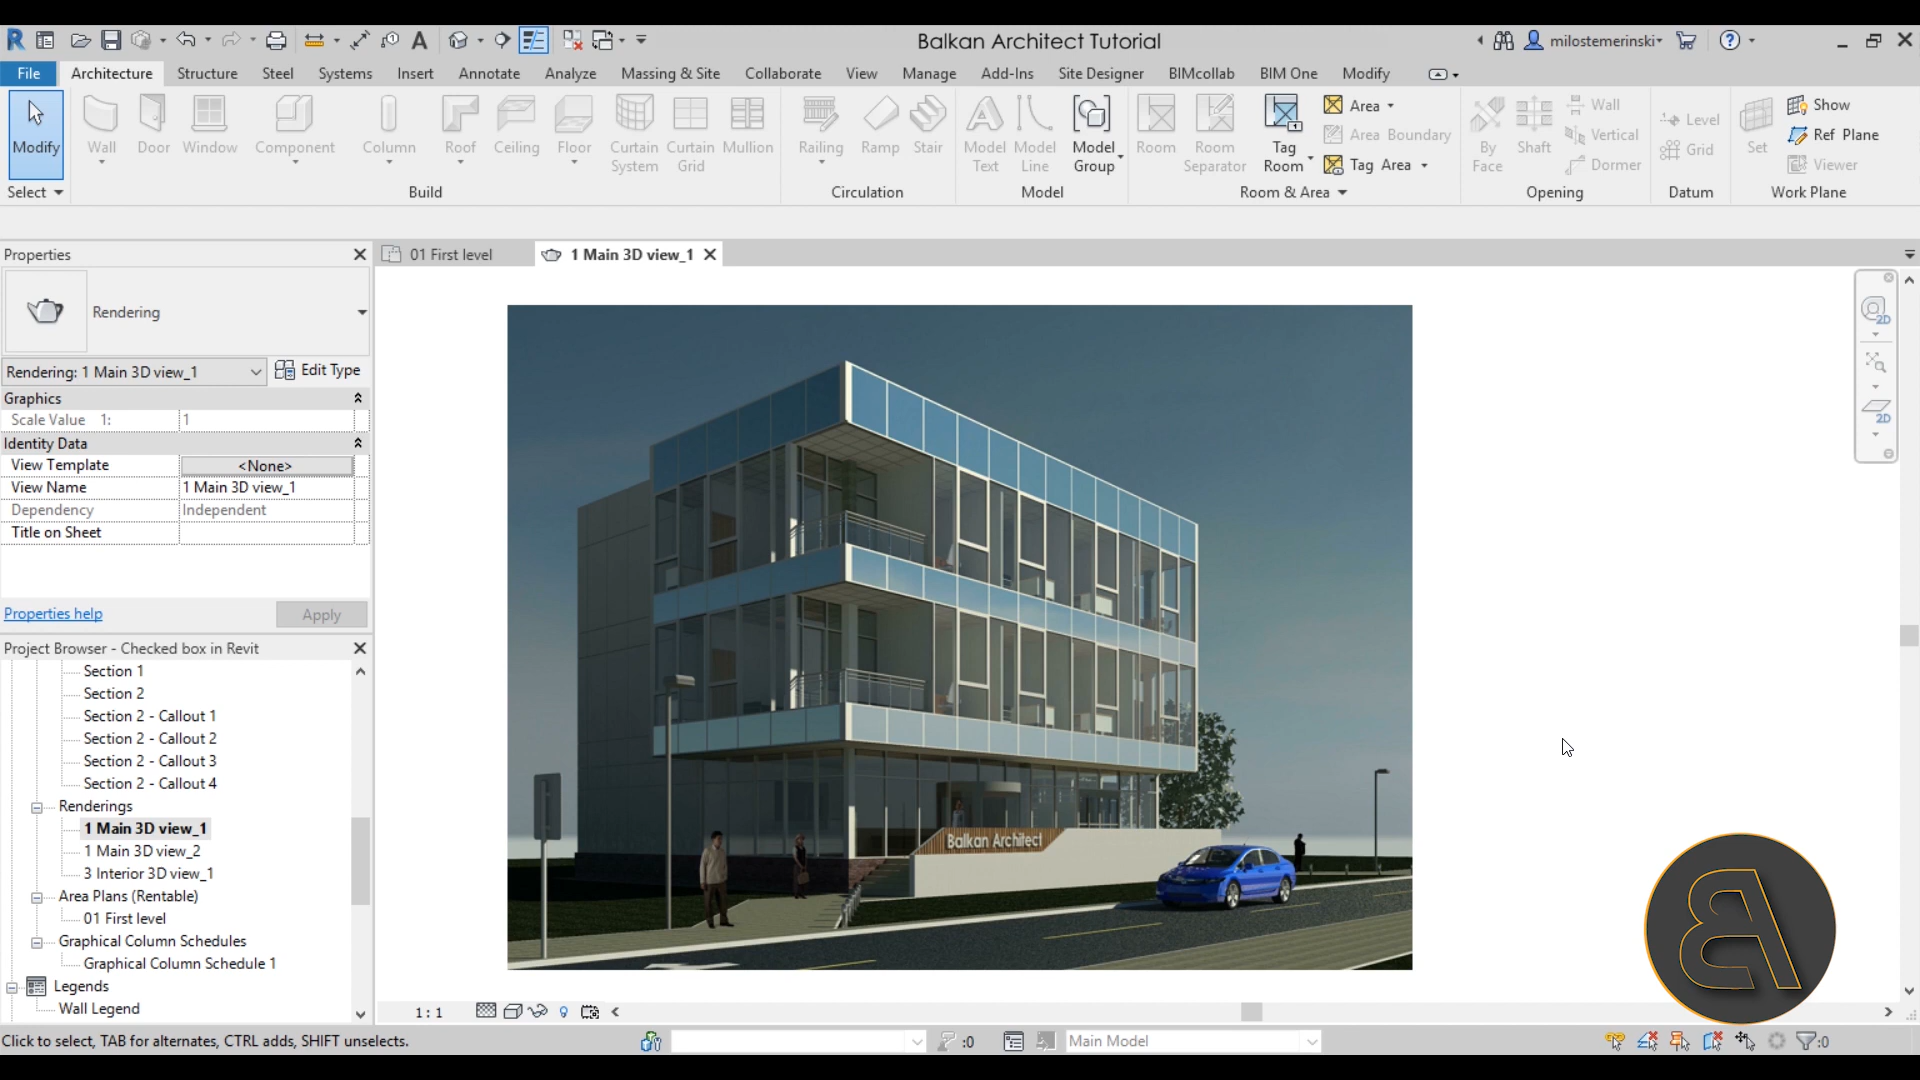 Balkan Architect Tutorial
milostemerinski
File Architecture Structure Steel Systems Insert Annotate Analyze Massing & Site Collaborate View Manage Add-Ins Site Designer BIMcollab BIM One Modify
Modify
Wall Door Window Component Column Roof Ceiling Floor Curtain System Curtain Grid Mullion
Railing Ramp Stair
Model Text Model Line Model Group
Room Room Separator Tag Room
Area
Area Boundary
Tag Area
By Face Shaft
Wall
Vertical
Dormer
Level
Grid
Set
Show
Ref Plane
Viewer
Select Build Circulation Model Room & Area Opening Datum Work Plane
Properties
01 First level 1 Main 3D view_1
Rendering
Rendering: 1 Main 3D view_1 Edit Type
Graphics
Scale Value 1: 1
Identity Data
View Template <None>
View Name 1 Main 3D view_1
Dependency Independent
Title on Sheet
Properties help Apply
Project Browser - Checked box in Revit
Section 1
Section 2
Section 2 - Callout 1
Section 2 - Callout 2
Section 2 - Callout 3
Section 2 - Callout 4
Renderings
1 Main 3D view_1
1 Main 3D view_2
3 Interior 3D view_1
Area Plans (Rentable)
01 First level
Graphical Column Schedules
Graphical Column Schedule 1
Legends
Wall Legend
2D
2D
Balkan Architect
1 : 1
Click to select, TAB for alternates, CTRL adds, SHIFT unselects.
:0
Main Model
:0